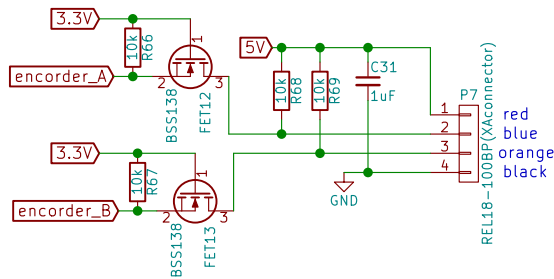 3.3V
1
10k
R66
5V
encorder_A
2
3
BSS138
FET12
10k
R68
10k
R69
C31
1uF
P7
1
red
2
blue
3
orange
4
black
REL18-100BP(XAconnector)
3.3V
1
10k
R67
GND
encorder_B
2
3
BSS138
FET13